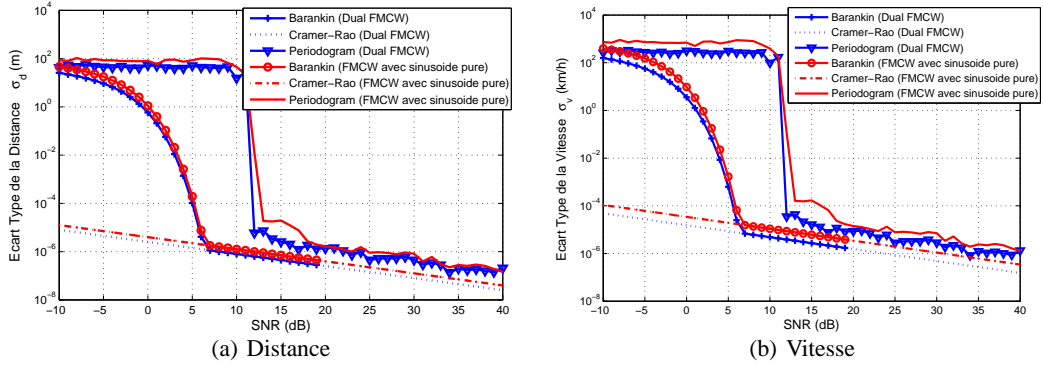 Barankin (Dual FMCW)
Cramer-Rao (Dual FMCW)
Periodogram (Dual FMCW)
Barankin (FMCW avec sinusoide pure)
Cramer-Rao (FMCW avec sinusoide pure)
Periodogram (FMCW avec sinusoide pure)
Ecart Type de la Distance σ_d (m)
10^6
10^4
10^2
10^0
10^−2
10^−4
10^−6
10^−8
−10 −5 0 5 10 15 20 25 30 35 40
SNR (dB)
(a) Distance
Barankin (Dual FMCW)
Cramer-Rao (Dual FMCW)
Periodogram (Dual FMCW)
Barankin (FMCW avec sinusoide pure)
Cramer-Rao (FMCW avec sinusoide pure)
Periodogram (FMCW avec sinusoide pure)
Ecart Type de la Vitesse σ_v (km/h)
10^4
10^2
10^0
10^−2
10^−4
10^−6
10^−8
−10 −5 0 5 10 15 20 25 30 35 40
SNR (dB)
(b) Vitesse